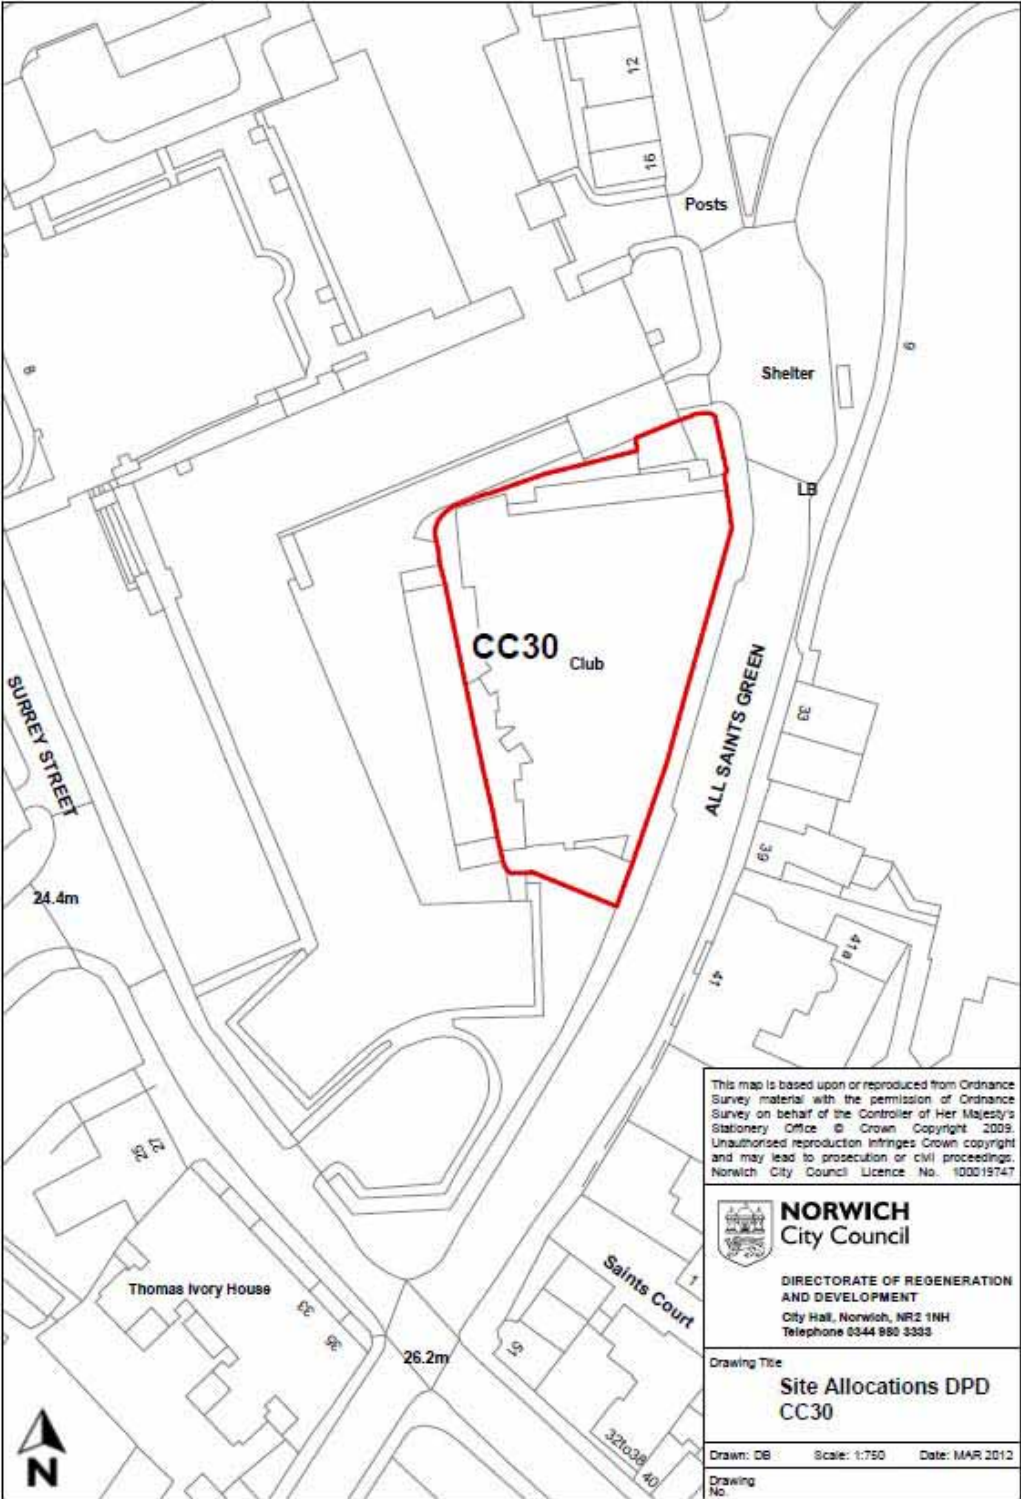 12
16
Posts
8
9
Shelter
LB
CC30
Club
SURREY STREET
ALL SAINTS GREEN
33
39
24.4m
41a
41
27
25
Thomas Ivory House
33
35
26.2m
Saints Court
1
51
32to38
40
N
This map is based upon or reproduced from Ordnance
Survey material with the permission of Ordnance
Survey on behalf of the Controller of Her Majesty's
Stationery Office © Crown Copyright 2009.
Unauthorised reproduction infringes Crown copyright
and may lead to prosecution or civil proceedings.
Norwich City Council Licence No. 100019747
NORWICH
City Council
DIRECTORATE OF REGENERATION
AND DEVELOPMENT
City Hall, Norwich, NR2 1NH
Telephone 0344 980 3333
Drawing Title
Site Allocations DPD
CC30
Drawn: DB Scale: 1:750 Date: MAR 2012
Drawing
No.